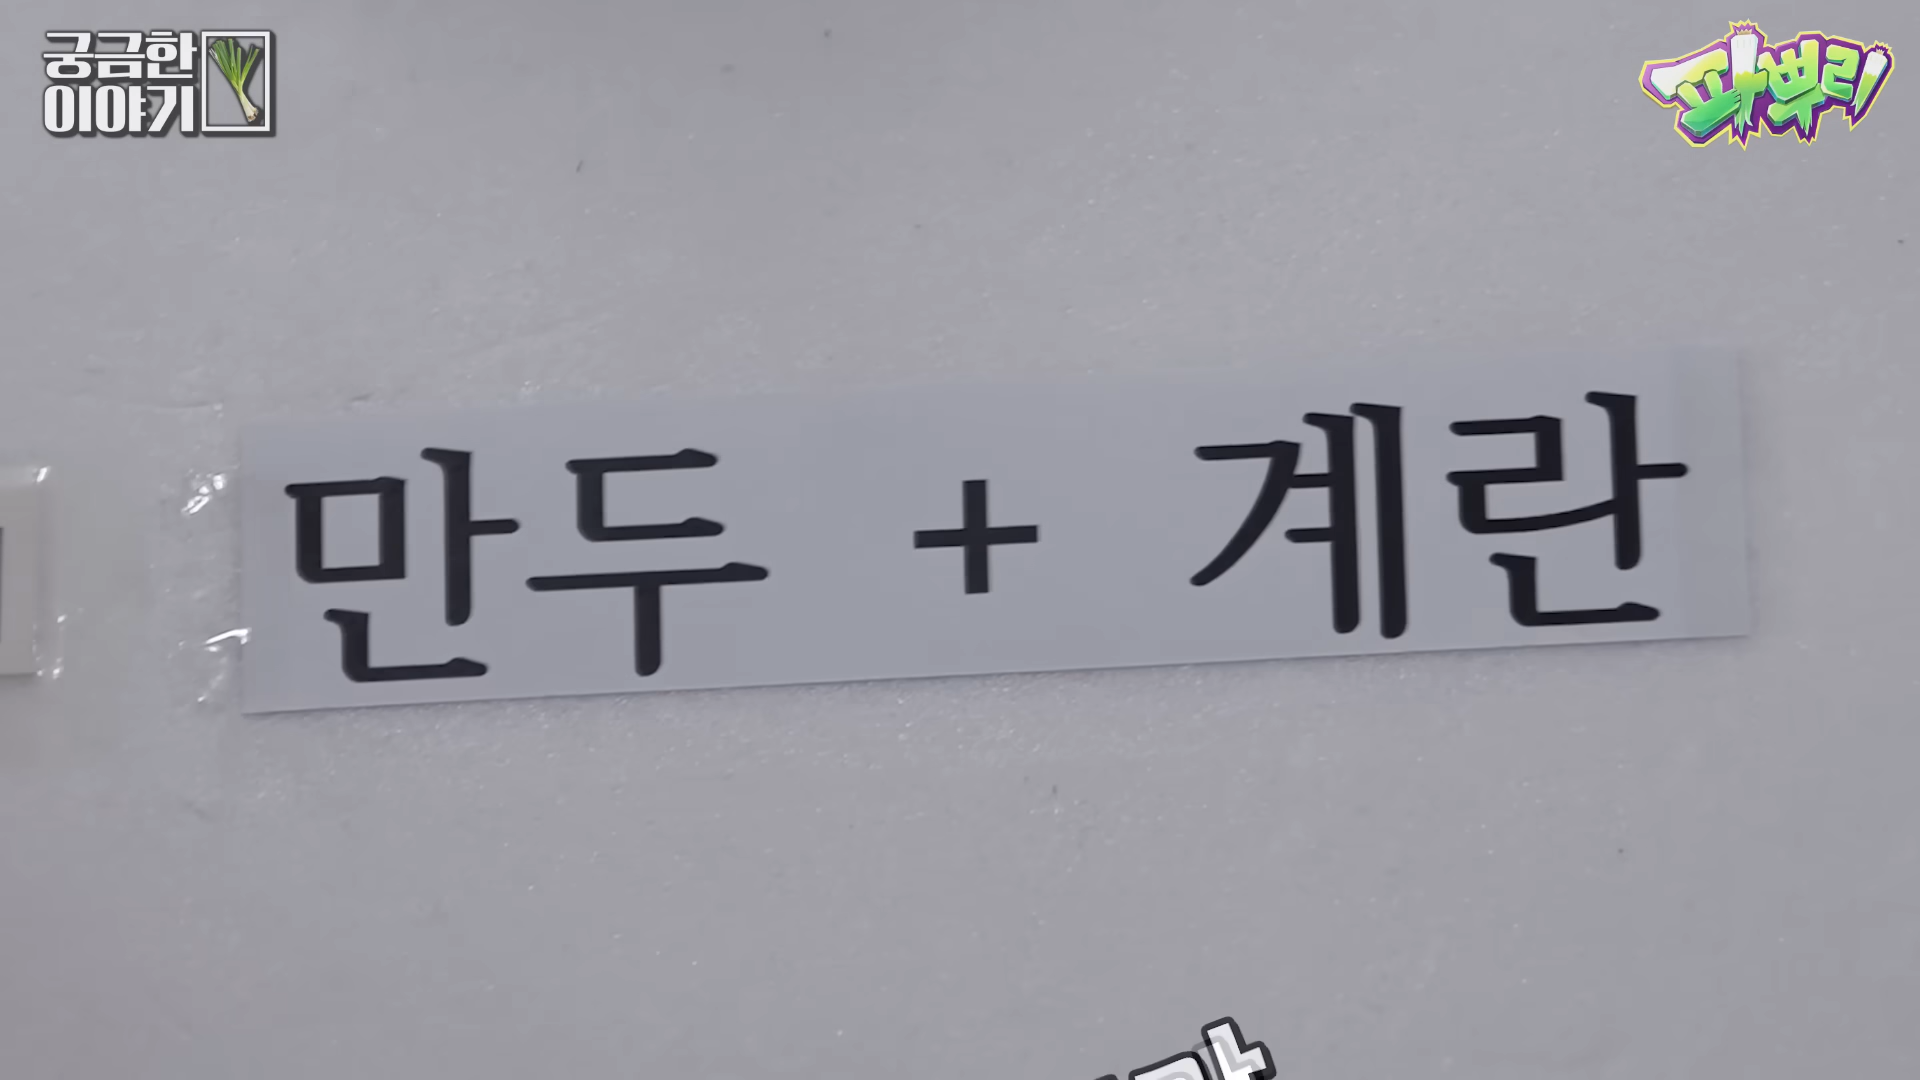 궁금한
이야기
파뿌리
만두 + 계란